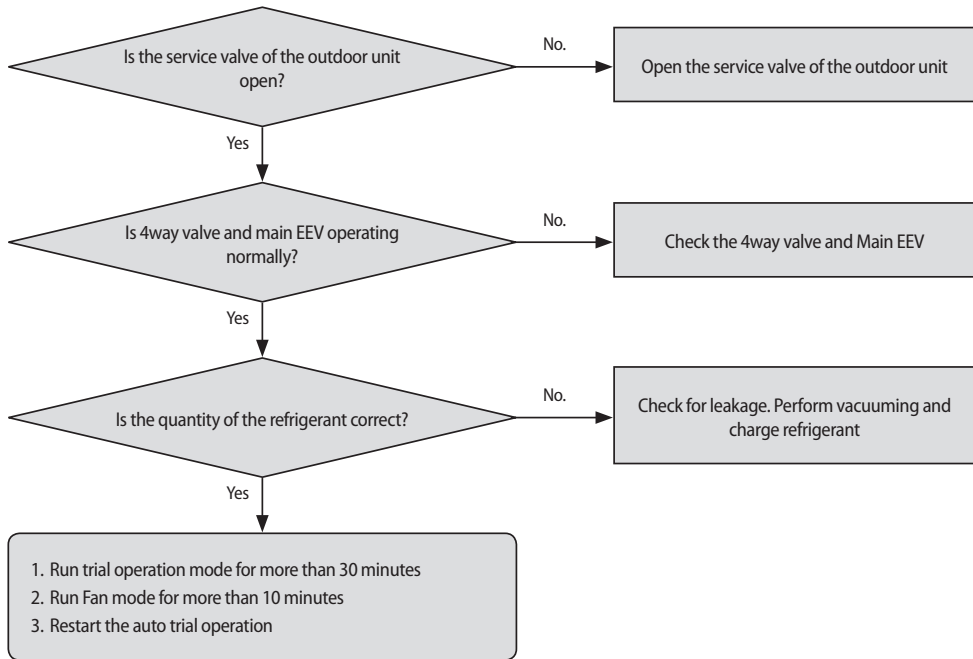 Is the service valve of the outdoor unit
open?
No.
Open the service valve of the outdoor unit
Yes
Is 4way valve and main EEV operating
normally?
No.
Check the 4way valve and Main EEV
Yes
Is the quantity of the refrigerant correct?
No.
Check for leakage. Perform vacuuming and
charge refrigerant
Yes
1. Run trial operation mode for more than 30 minutes
2. Run Fan mode for more than 10 minutes
3. Restart the auto trial operation